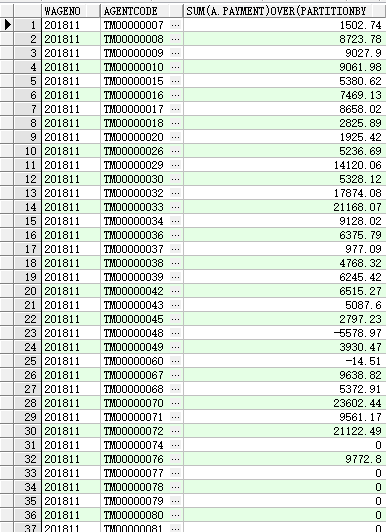 WAGENO AGENTCODE SUM(A.PAYMENT)OVER(PARTITIONBY
1 201811 TM00000007 ... 1502.74
2 201811 TM00000008 ... 8723.78
3 201811 TM00000009 ... 9027.9
4 201811 TM00000010 ... 9061.98
5 201811 TM00000015 ... 5380.62
6 201811 TM00000016 ... 7469.13
7 201811 TM00000017 ... 8658.02
8 201811 TM00000018 ... 2825.89
9 201811 TM00000020 ... 1925.42
10 201811 TM00000026 ... 5236.69
11 201811 TM00000029 ... 14120.06
12 201811 TM00000030 ... 5328.12
13 201811 TM00000032 ... 17874.08
14 201811 TM00000033 ... 21168.07
15 201811 TM00000034 ... 9128.02
16 201811 TM00000036 ... 6375.79
17 201811 TM00000037 ... 977.09
18 201811 TM00000038 ... 4768.32
19 201811 TM00000039 ... 6245.42
20 201811 TM00000042 ... 6515.27
21 201811 TM00000043 ... 5087.6
22 201811 TM00000045 ... 2797.23
23 201811 TM00000048 ... -5578.97
24 201811 TM00000049 ... 3930.47
25 201811 TM00000060 ... -14.51
26 201811 TM00000067 ... 9638.82
27 201811 TM00000068 ... 5372.91
28 201811 TM00000070 ... 23602.44
29 201811 TM00000071 ... 9561.17
30 201811 TM00000072 ... 21122.49
31 201811 TM00000074 ... 0
32 201811 TM00000076 ... 9772.8
33 201811 TM00000077 ... 0
34 201811 TM00000078 ... 0
35 201811 TM00000079 ... 0
36 201811 TM00000080 ... 0
37 201811 TM00000081 ... 0